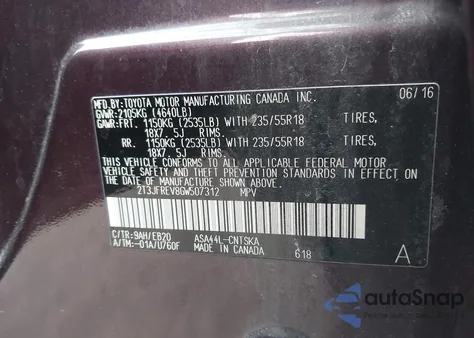 MFD. BY: TOYOTA MOTOR MANUFACTURING CANADA INC. 06/16
GVWR: 2105KG (4640LB)
GAWR: FRT. 1150KG (2535LB) WITH 235/55R18 TIRES,
18X7.5J RIMS.
RR. 1150KG (2535LB) WITH 235/55R18 TIRES,
18X7.5J RIMS.
THIS VEHICLE CONFORMS TO ALL APPLICABLE FEDERAL MOTOR
VEHICLE SAFETY AND THEFT PREVENTION STANDARDS IN EFFECT ON
THE DATE OF MANUFACTURE SHOWN ABOVE.
2T3JFREV8GW507312 MPV
C/TR: 9AH/EB20 ASA44L-CNTSKA A
A/TM: -01A/U760F MADE IN CANADA 618
autoSnap